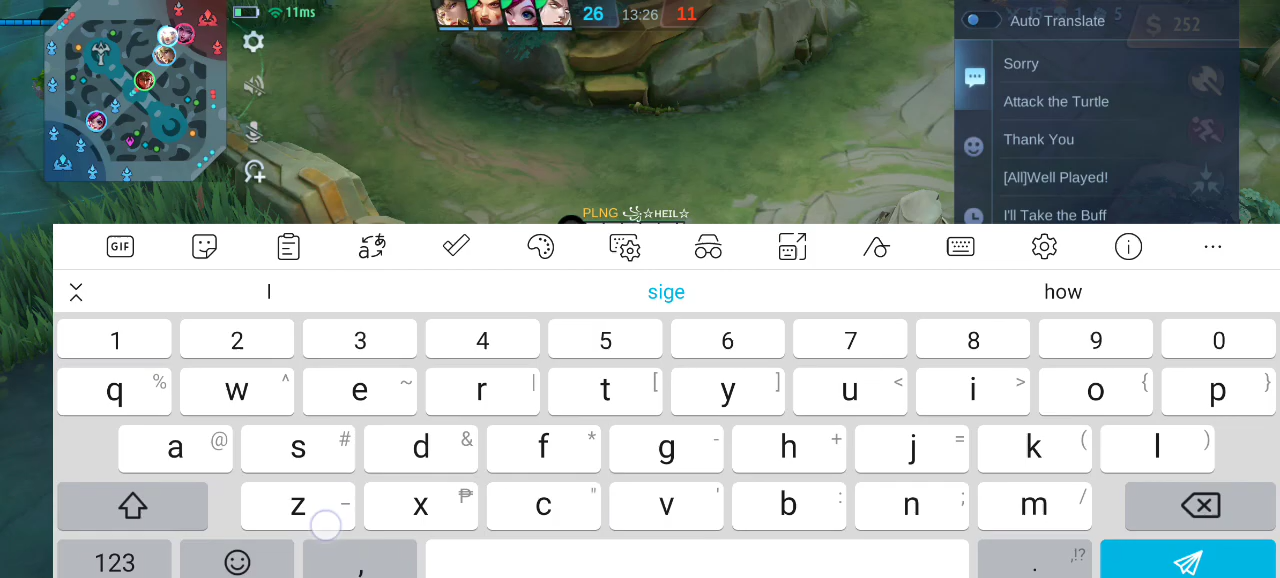 11ms
26 13:26 11
Auto Translate
$ 252
Sorry
Attack the Turtle
Thank You
[All]Well Played!
I'll Take the Buff
PLNG ꧁☆ʜᴇɪʟ☆
GIF
I sige how
1 2 3 4 5 6 7 8 9 0
q % w ^ e ~ r | t [ y ] u < i > o { p }
a @ s # d & f * g - h + j = k ( l )
z _ x ₱ c " v ' b : n ; m /
123 , . ,!?